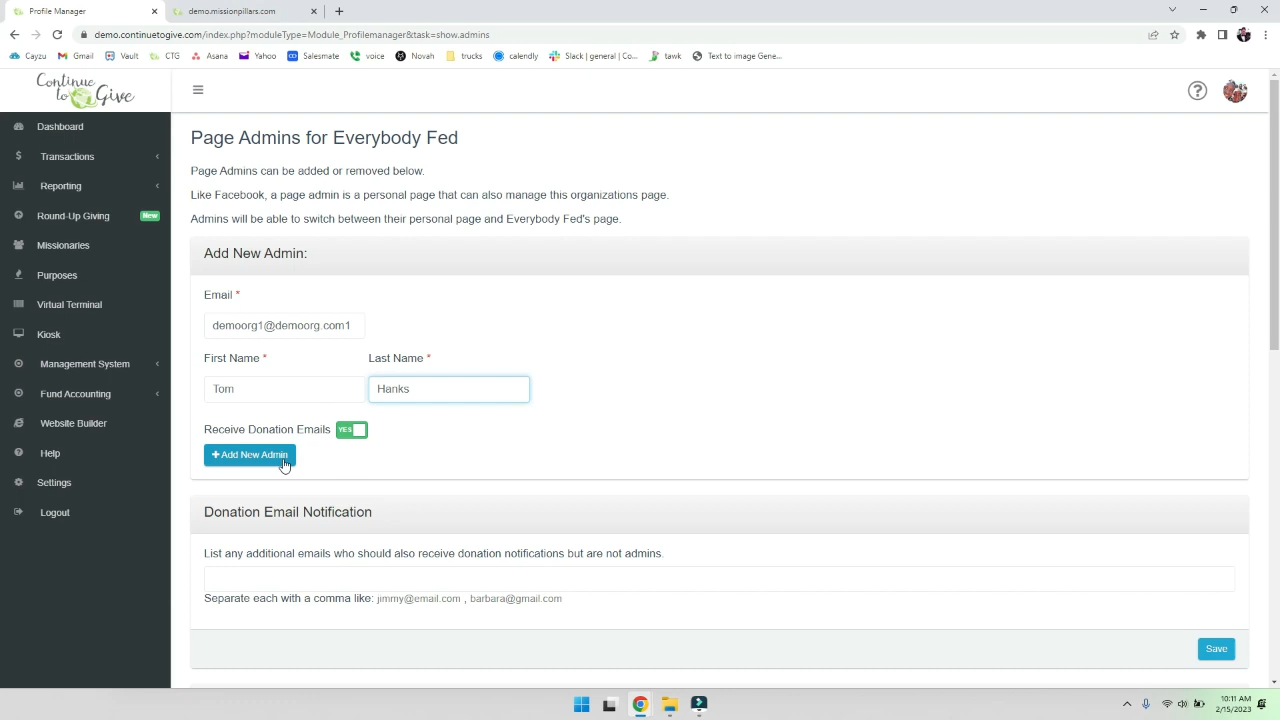 Profile Manager
demo.missionpillars.com
demo.continuetogive.com/index.php?moduleType=Module_Profilemanager&task=show.admins
Cayzu Gmail Vault CTG Asana Yahoo Salesmate voice Novah trucks calendly Slack | general | Co... tawk Text to image Gene...
Continue to Give
Dashboard
Transactions
Reporting
Round-Up Giving New
Missionaries
Purposes
Virtual Terminal
Kiosk
Management System
Fund Accounting
Website Builder
Help
Settings
Logout
Page Admins for Everybody Fed
Page Admins can be added or removed below.
Like Facebook, a page admin is a personal page that can also manage this organizations page.
Admins will be able to switch between their personal page and Everybody Fed's page.
Add New Admin:
Email *
demoorg1@demoorg.com1
First Name * Last Name *
Tom Hanks
Receive Donation Emails YES
+ Add New Admin
Donation Email Notification
List any additional emails who should also receive donation notifications but are not admins.
Separate each with a comma like: jimmy@email.com , barbara@gmail.com
Save
10:11 AM
2/15/2023